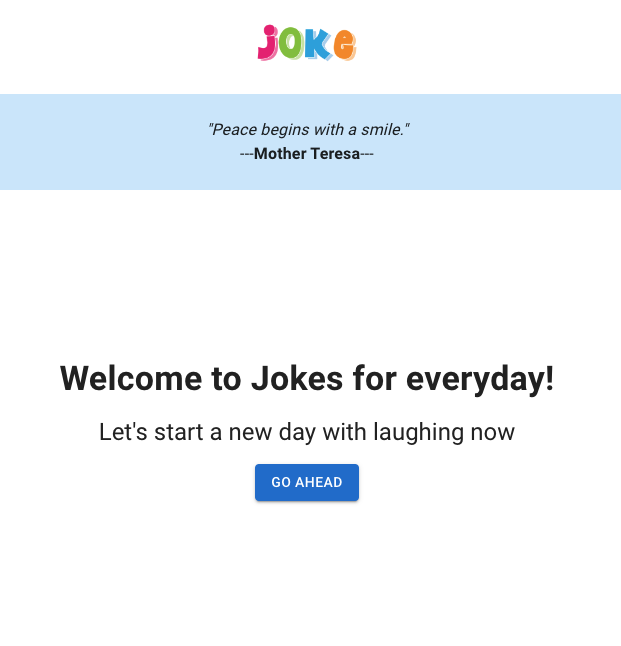 JOKe
"Peace begins with a smile."
---Mother Teresa---
Welcome to Jokes for everyday!
Let's start a new day with laughing now
GO AHEAD